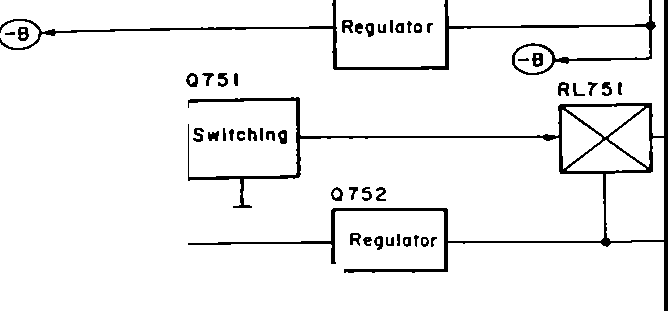 -B
Regulator
-B
Q751
RL751
Switching
Q752
Regulator